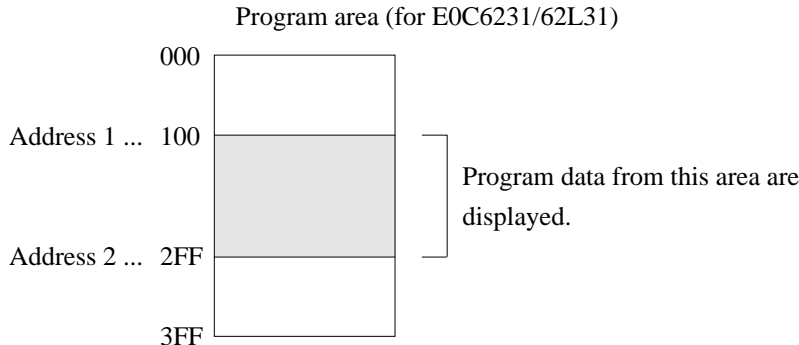 Program area (for E0C6231/62L31)
000
Address 1 ... 100
Program data from this area are
displayed.
Address 2 ... 2FF
3FF